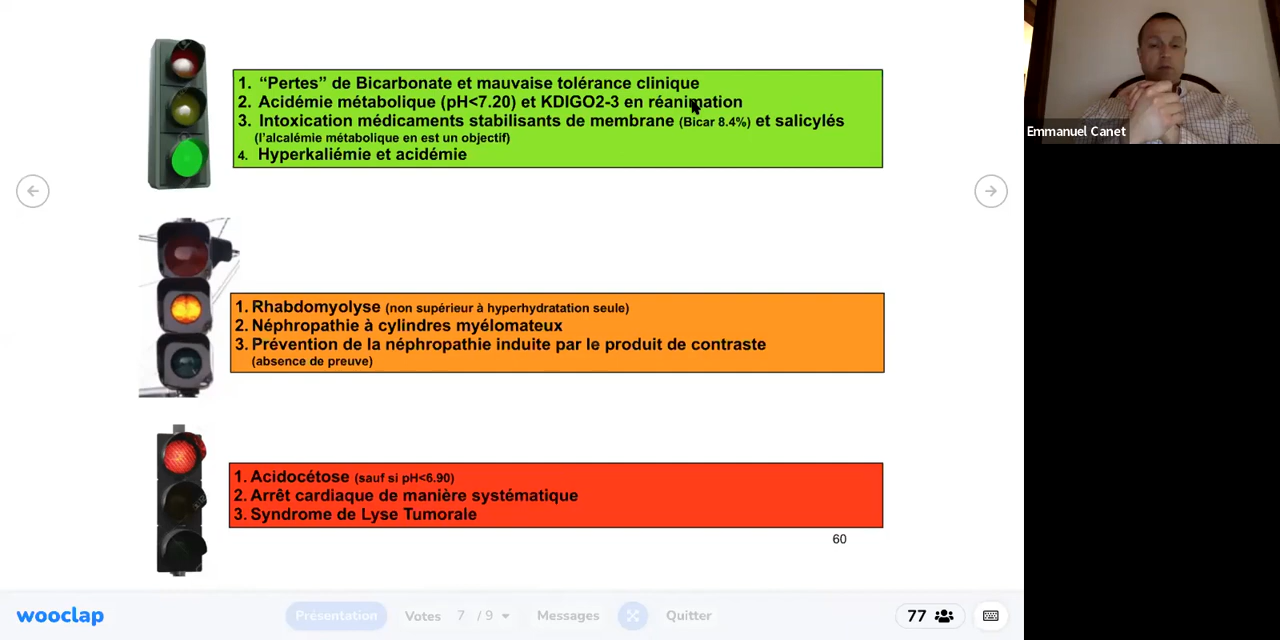 1. “Pertes” de Bicarbonate et mauvaise tolérance clinique
2. Acidémie métabolique (pH<7.20) et KDIGO2-3 en réanimation
3. Intoxication médicaments stabilisants de membrane (Bicar 8.4%) et salicylés
(l’alcalémie métabolique en est un objectif)
4. Hyperkaliémie et acidémie
Emmanuel Canet
1. Rhabdomyolyse (non supérieur à hyperhydratation seule)
2. Néphropathie à cylindres myélomateux
3. Prévention de la néphropathie induite par le produit de contraste
(absence de preuve)
1. Acidocétose (sauf si pH<6.90)
2. Arrêt cardiaque de manière systématique
3. Syndrome de Lyse Tumorale
60
wooclap
Présentation
Votes 7 / 9
Messages
Quitter
77